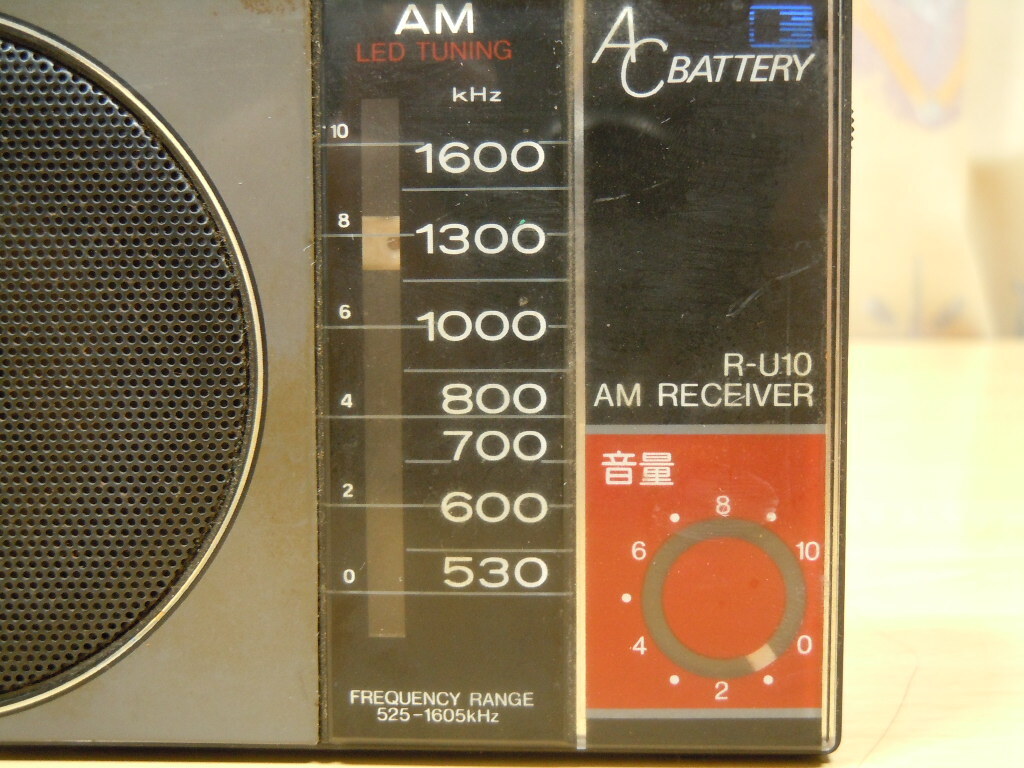 AM
LED TUNING
kHz
10
1600
8
1300
6
1000
4
800
700
2
600
530
0
FREQUENCY RANGE
525-1605kHz
AC BATTERY
R-U10
AM RECEIVER
音量
8
6
10
4
0
2